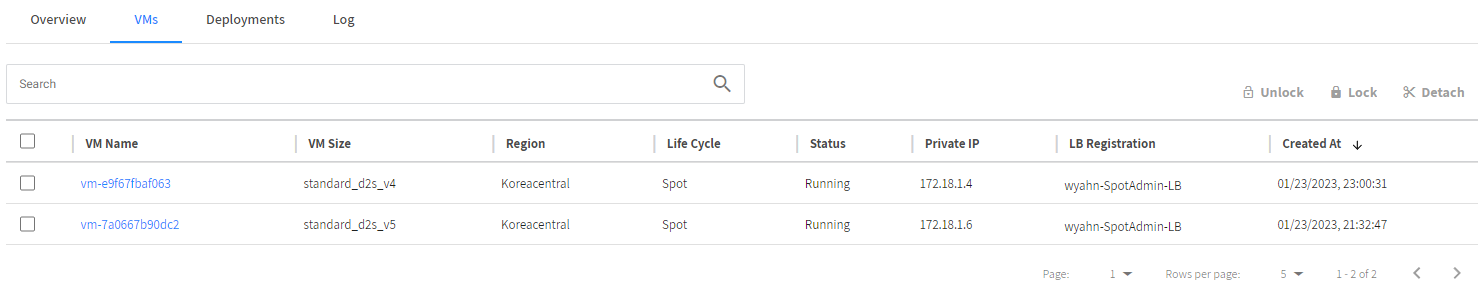 Overview VMs Deployments Log
Search
Unlock Lock Detach
VM Name VM Size Region Life Cycle Status Private IP LB Registration Created At
vm-e9f67fbaf063 standard_d2s_v4 Koreacentral Spot Running 172.18.1.4 wyahn-SpotAdmin-LB 01/23/2023, 23:00:31
vm-7a0667b90dc2 standard_d2s_v5 Koreacentral Spot Running 172.18.1.6 wyahn-SpotAdmin-LB 01/23/2023, 21:32:47
Page: 1 Rows per page: 5 1 - 2 of 2